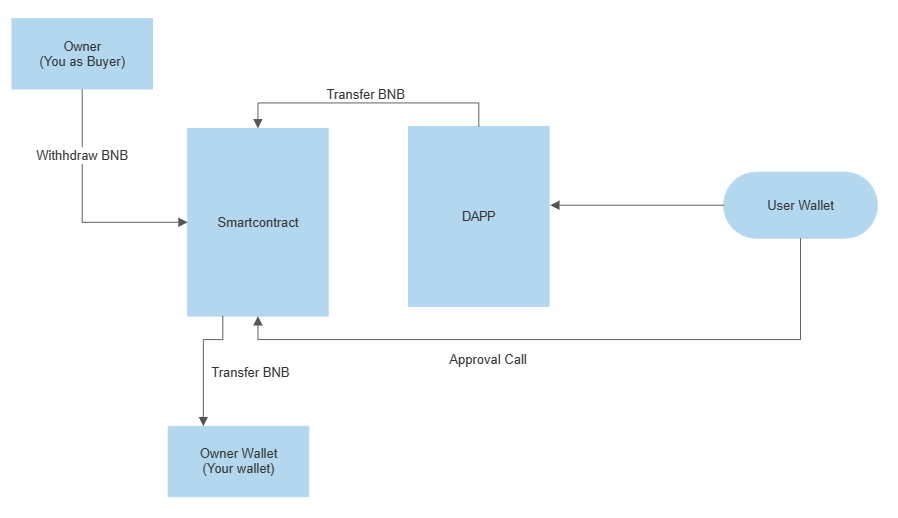 Owner
(You as Buyer)
Transfer BNB
Withhdraw BNB
User Wallet
DAPP
Smartcontract
Approval Call
Transfer BNB
Owner Wallet
(Your wallet)